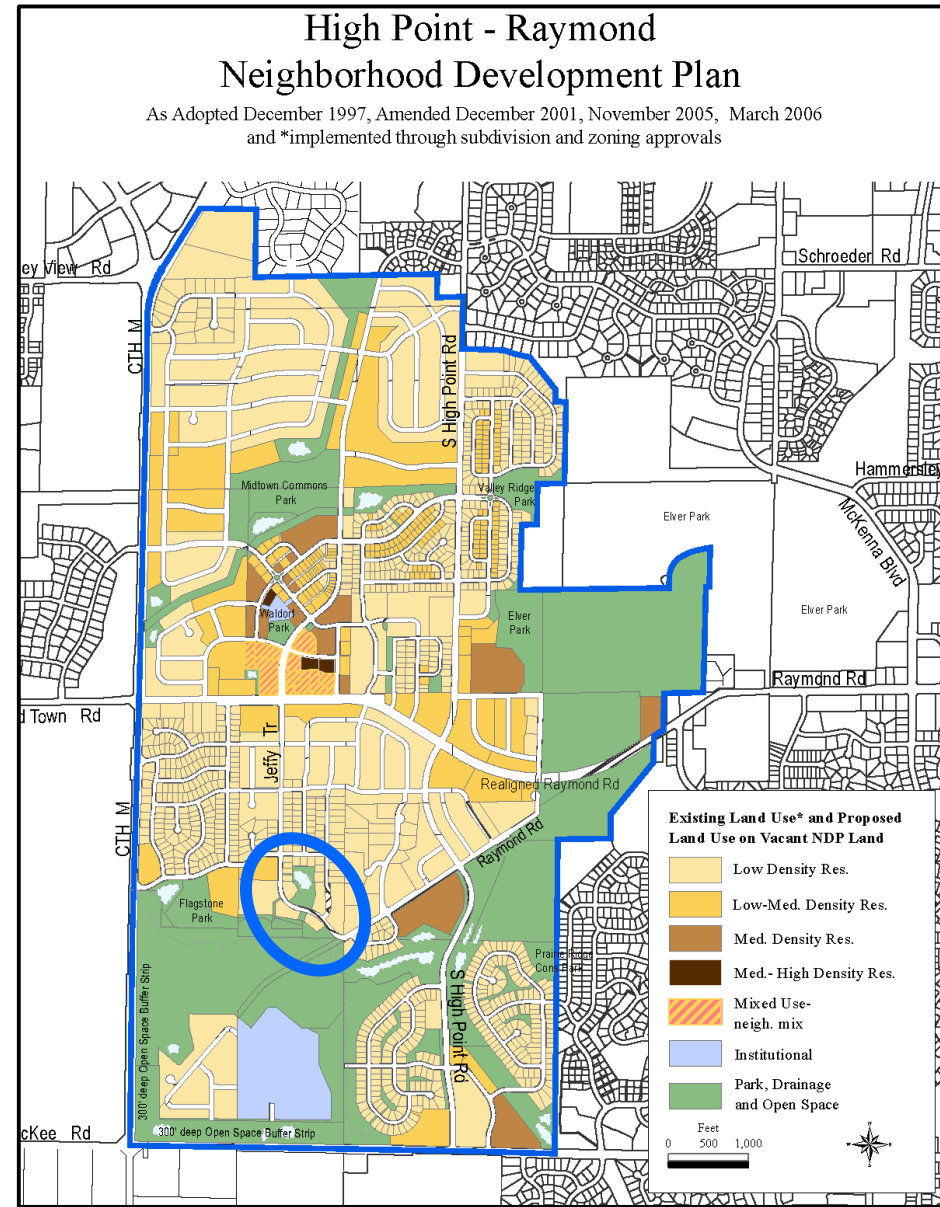 High Point - Raymond
Neighborhood Development Plan
As Adopted December 1997, Amended December 2001, November 2005, March 2006
and *implemented through subdivision and zoning approvals
ey View Rd
Schroeder Rd
CTH M
S High Point Rd
Hammersley
Midtown Commons
Park
Valley Ridge
Park
Elver Park
McKenna Blvd
Waldorf
Park
Elver
Park
Elver Park
Raymond Rd
d Town Rd
Jeffy Tr
Realigned Raymond Rd
CTH M
Raymond Rd
Flagstone
Park
Prairie Ridge
Cons Park
S High Point Rd
300' deep Open Space Buffer Strip
300' deep Open Space Buffer Strip
cKee Rd
Existing Land Use* and Proposed
Land Use on Vacant NDP Land
Low Density Res.
Low-Med. Density Res.
Med. Density Res.
Med.- High Density Res.
Mixed Use-
neigh. mix
Institutional
Park, Drainage
and Open Space
Feet
0 500 1,000